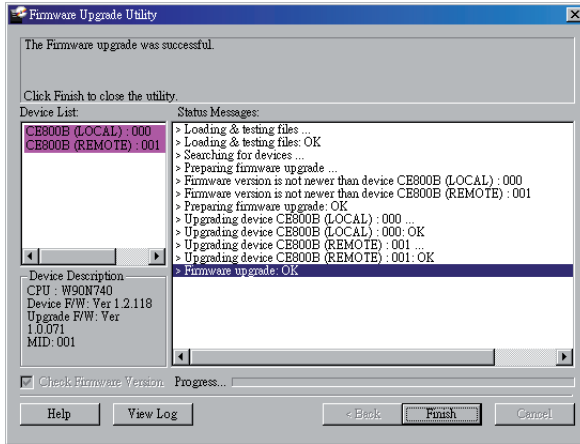 Firmware Upgrade Utility
The Firmware upgrade was successful.
Click Finish to close the utility.
Device List:
CE800B (LOCAL) : 000
CE800B (REMOTE) : 001
Status Messages:
> Loading & testing files ...
> Loading & testing files: OK
> Searching for devices ...
> Preparing firmware upgrade ...
> Firmware version is not newer than device CE800B (LOCAL) : 000
> Firmware version is not newer than device CE800B (REMOTE) : 001
> Preparing firmware upgrade: OK
> Upgrading device CE800B (LOCAL) : 000 ...
> Upgrading device CE800B (LOCAL) : 000: OK
> Upgrading device CE800B (REMOTE) : 001 ...
> Upgrading device CE800B (REMOTE) : 001: OK
> Firmware upgrade: OK
Device Description
CPU : W90N740
Device F/W: Ver 1.2.118
Upgrade F/W: Ver
1.0.071
MID: 001
Check Firmware Version
Progress...
Help
View Log
< Back
Finish
Cancel